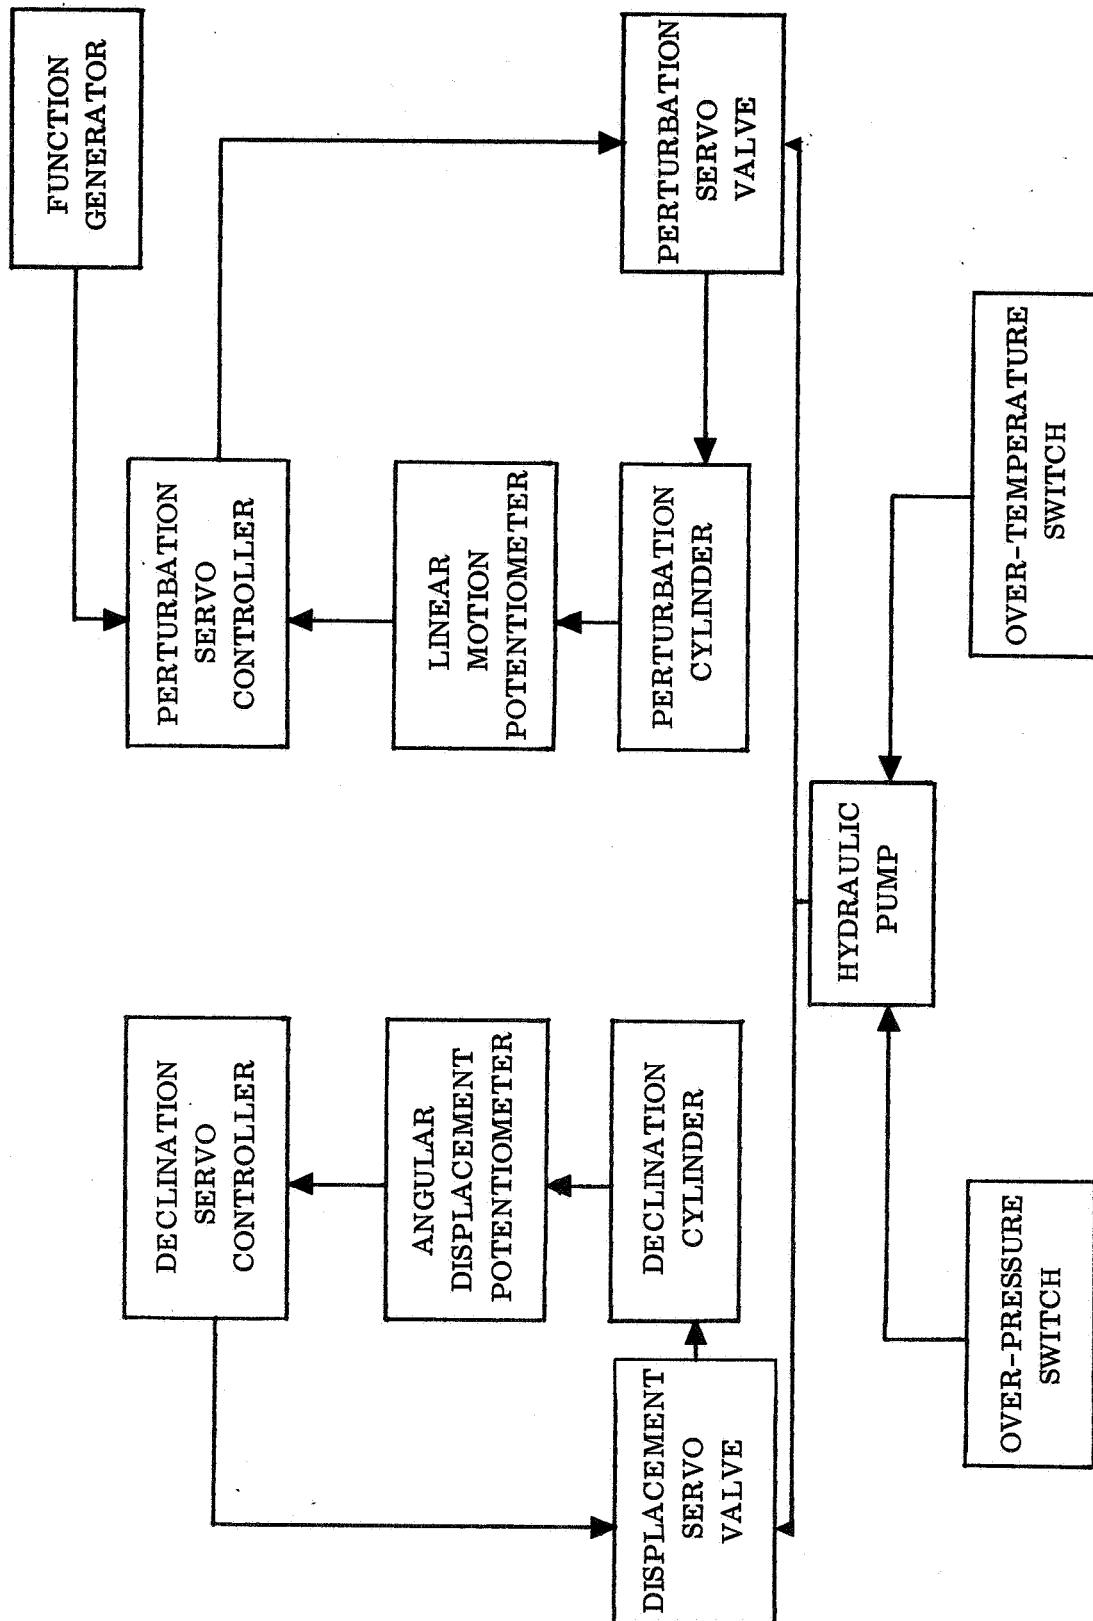 FUNCTION
GENERATOR
PERTURBATION
SERVO
CONTROLLER
LINEAR
MOTION
POTENTIOMETER
PERTURBATION
CYLINDER
PERTURBATION
SERVO
VALVE
DECLINATION
SERVO
CONTROLLER
ANGULAR
DISPLACEMENT
POTENTIOMETER
DECLINATION
CYLINDER
DISPLACEMENT
SERVO
VALVE
HYDRAULIC
PUMP
OVER-TEMPERATURE
SWITCH
OVER-PRESSURE
SWITCH